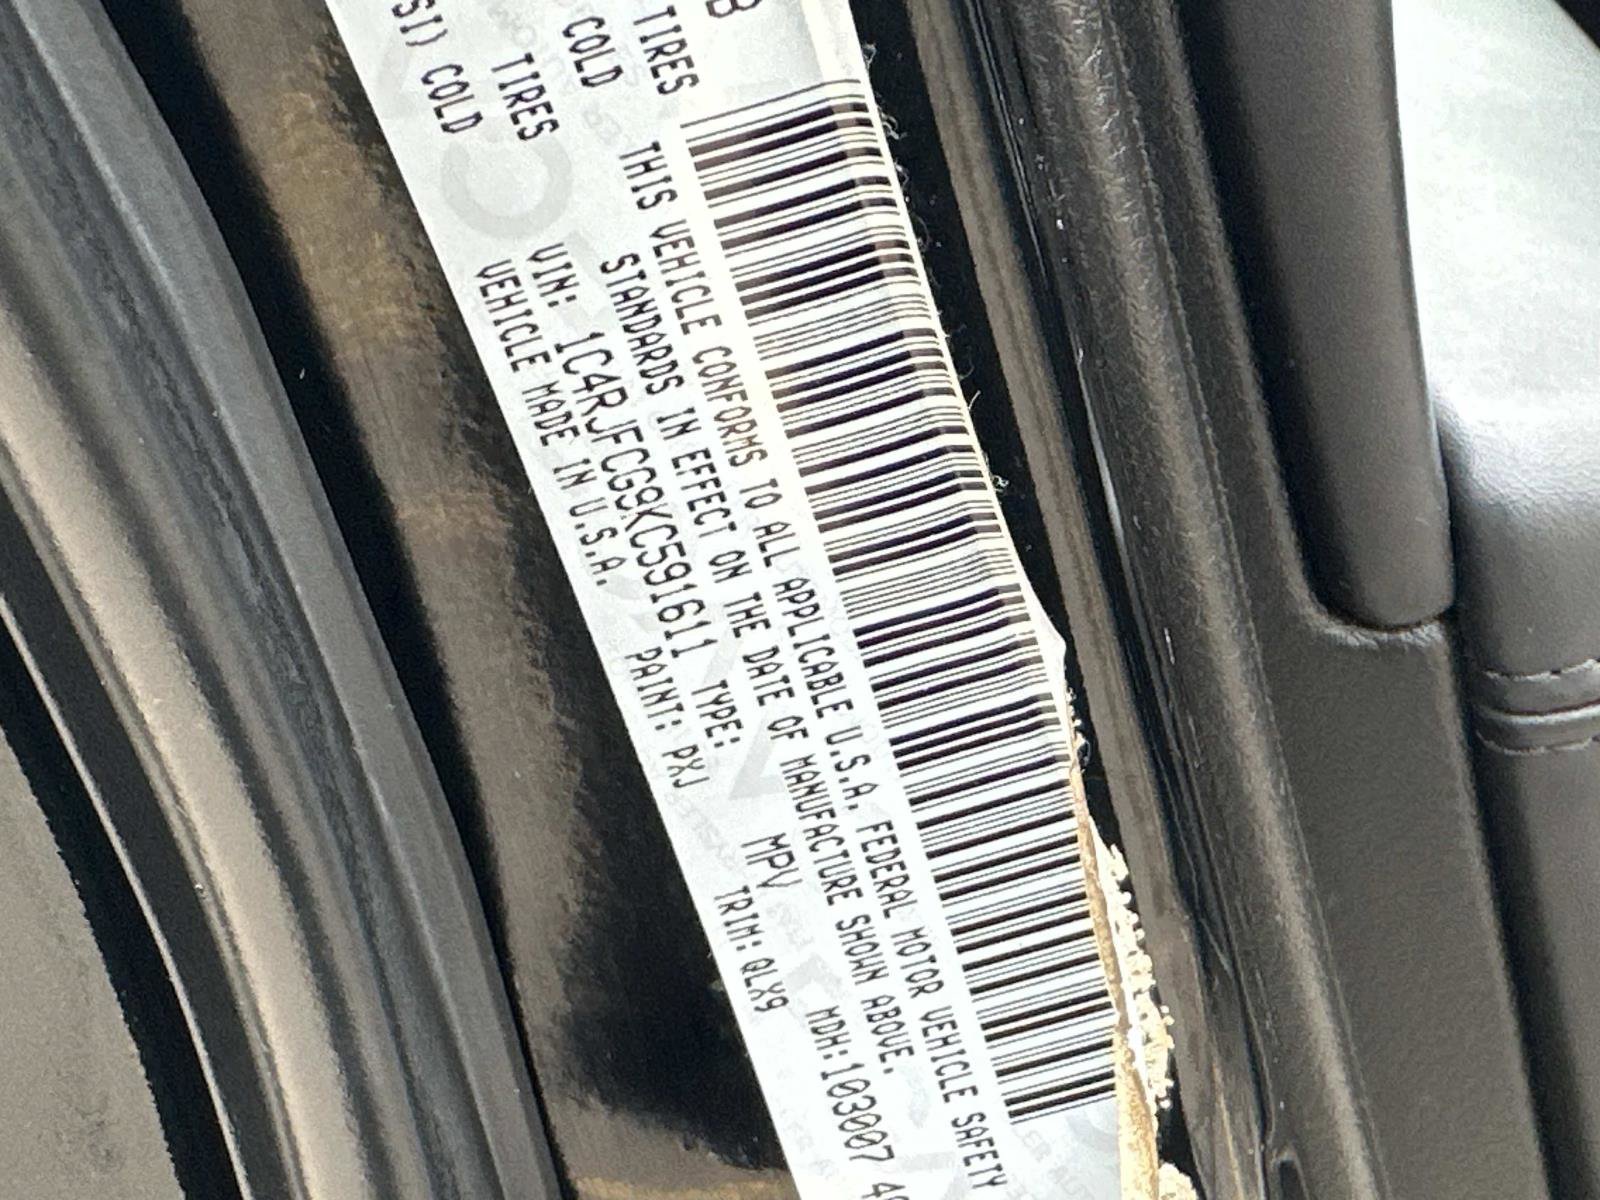 B
TIRES
COLD
TIRES
SI) COLD
THIS VEHICLE CONFORMS TO ALL APPLICABLE U.S.A. FEDERAL MOTOR VEHICLE SAFETY
STANDARDS IN EFFECT ON THE DATE OF MANUFACTURE SHOWN ABOVE.
VIN: 1C4RJFCG9KC591611 TYPE: MPV MDH:103007
VEHICLE MADE IN U.S.A. PAINT: PXJ TRIM: QLX9